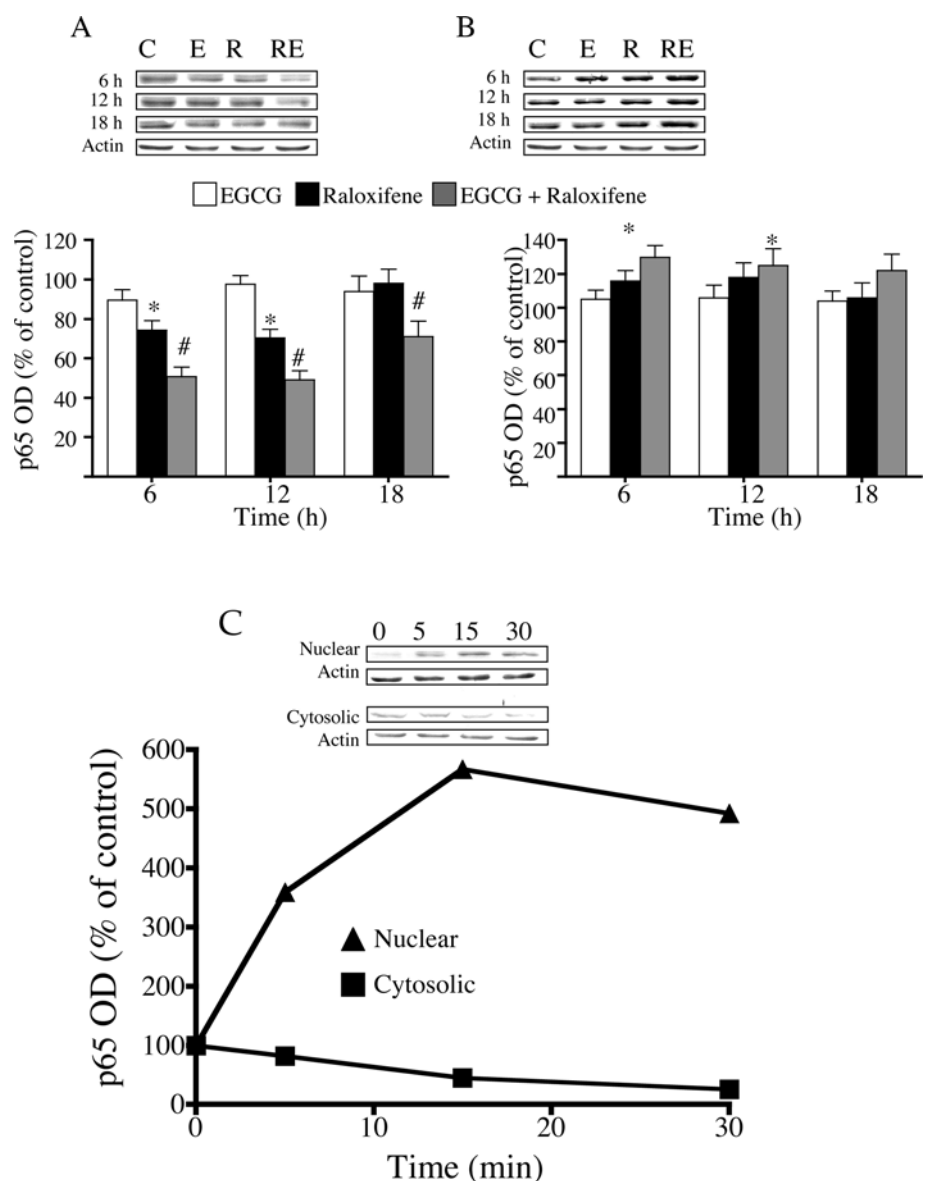 A
C E R RE
6 h
12 h
18 h
Actin
B
C E R RE
6 h
12 h
18 h
Actin
EGCG Raloxifene EGCG + Raloxifene
p65 OD (% of control)
120
100
80
60
40
20
* # * # #
6 12 18
Time (h)
p65 OD (% of control)
140
120
100
80
60
40
20
* *
6 12 18
Time (h)
C
0 5 15 30
Nuclear
Actin
Cytosolic
Actin
p65 OD (% of control)
600
500
400
300
200
100
0
Nuclear
Cytosolic
0 10 20 30
Time (min)